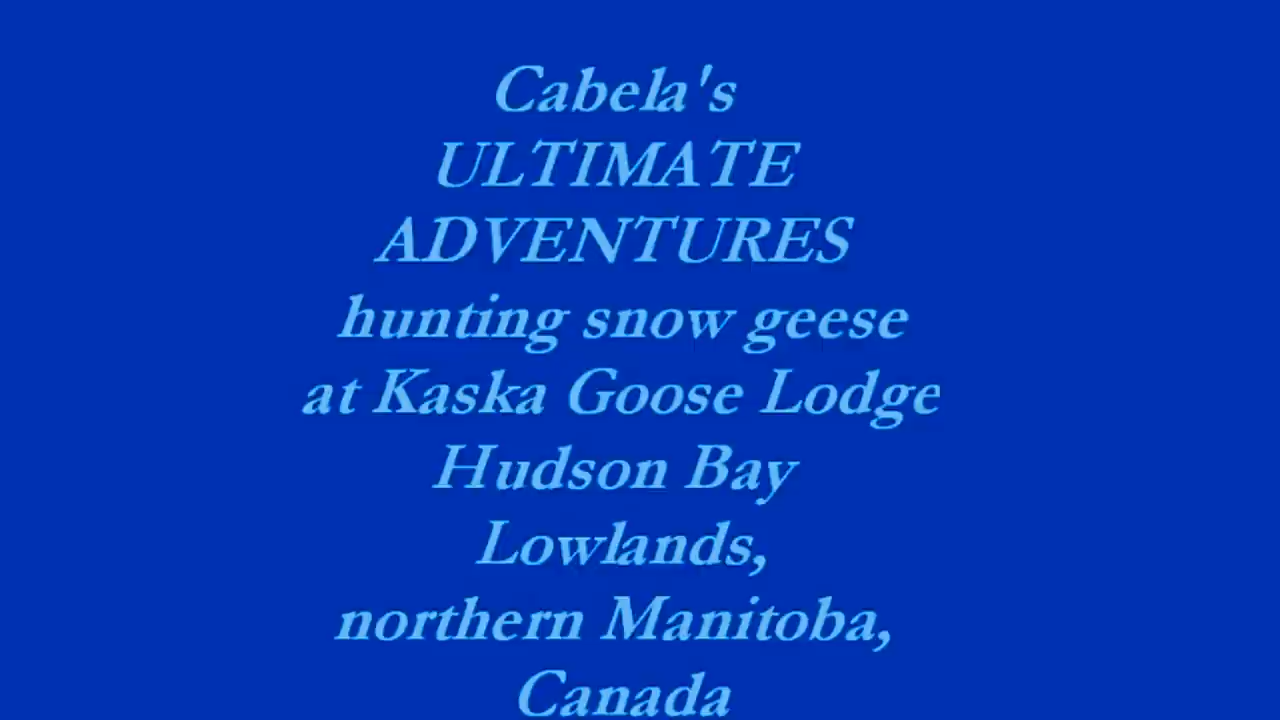 Cabela's
ULTIMATE
ADVENTURES
hunting snow geese
at Kaska Goose Lodge
Hudson Bay
Lowlands,
northern Manitoba,
Canada